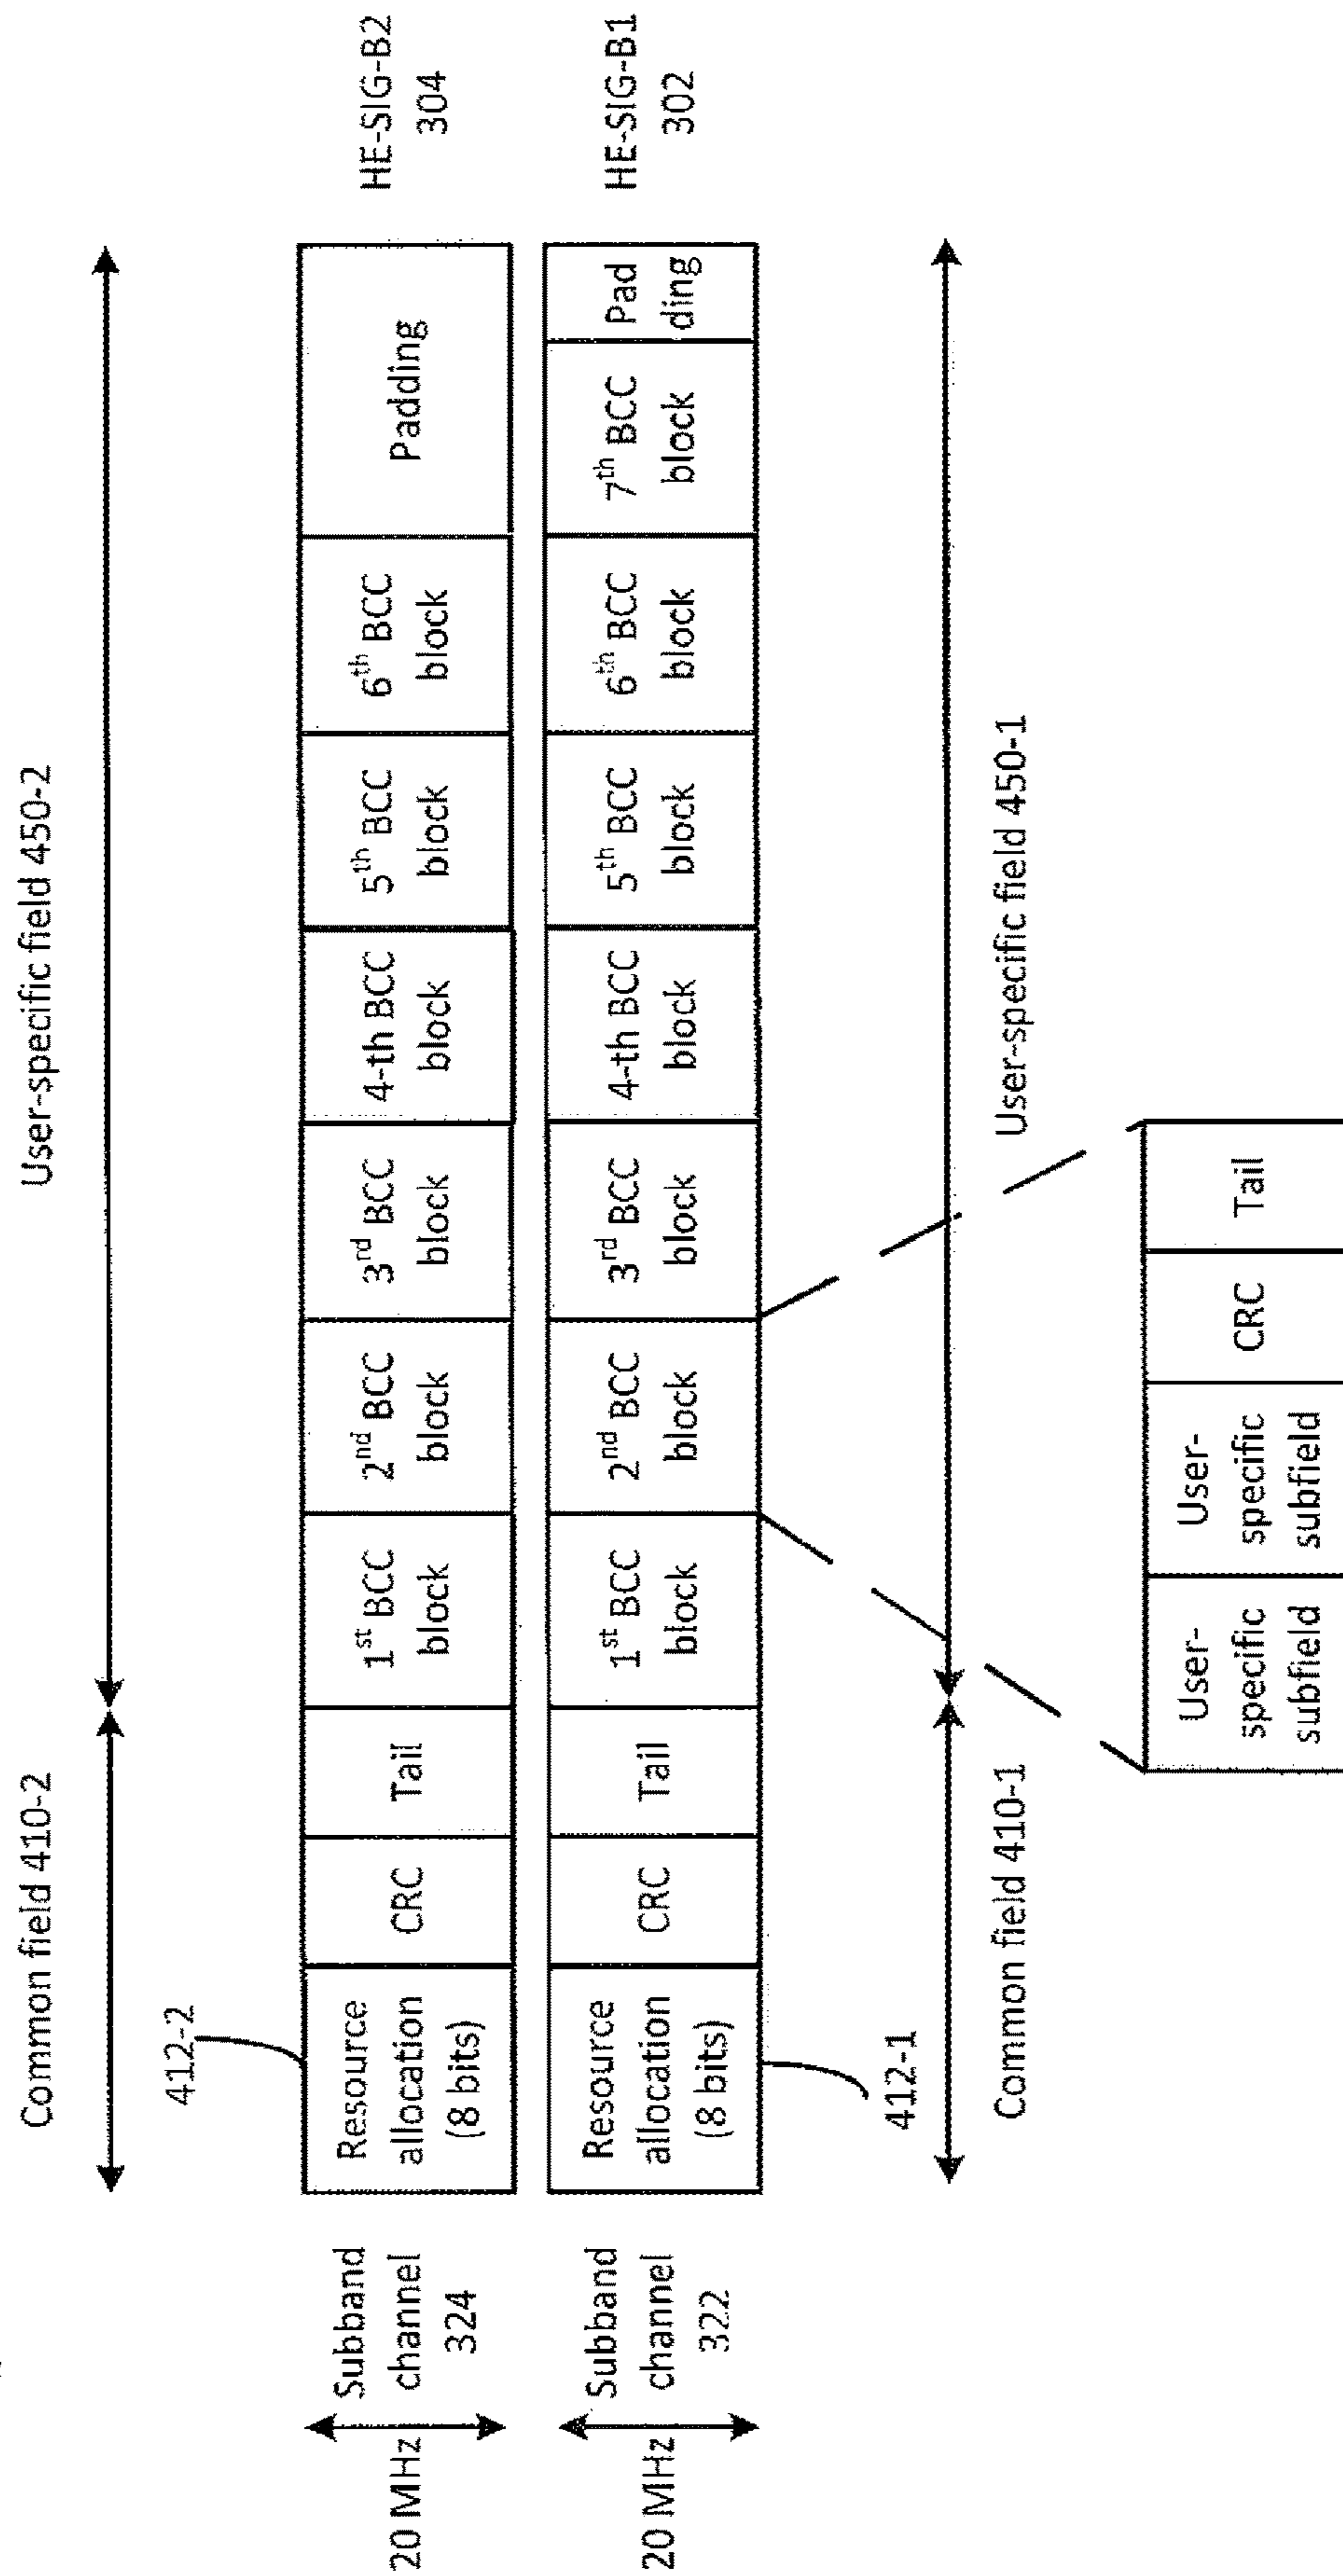 Common field 410-2
User-specific field 450-2
412-2
20 MHz
Subband
channel
324
Resource
allocation
(8 bits)
CRC
Tail
1st BCC
block
2nd BCC
block
3rd BCC
block
4-th BCC
block
5th BCC
block
6th BCC
block
Padding
HE-SIG-B2
304
20 MHz
Subband
channel
322
Resource
allocation
(8 bits)
CRC
Tail
1st BCC
block
2nd BCC
block
3rd BCC
block
4-th BCC
block
5th BCC
block
6th BCC
block
7th BCC
block
Pad
ding
HE-SIG-B1
302
412-1
Common field 410-1
User-specific field 450-1
User-
specific
subfield
User-
specific
subfield
CRC
Tail